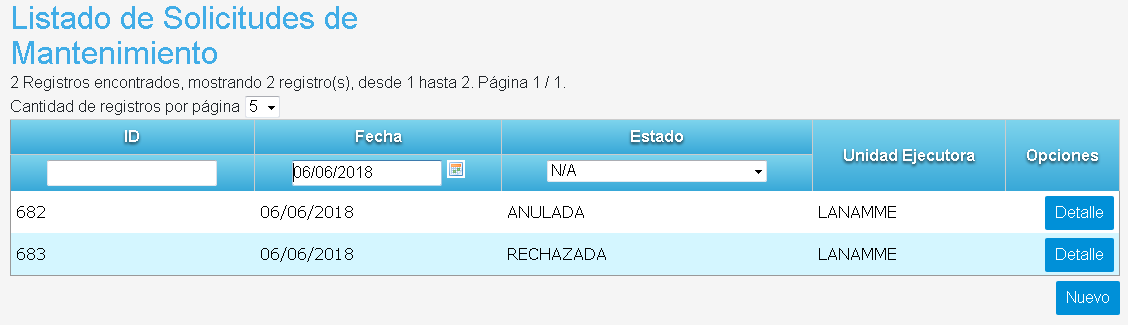 Listado de Solicitudes de
Mantenimiento
2 Registros encontrados, mostrando 2 registro(s), desde 1 hasta 2. Página 1 / 1.
Cantidad de registros por página 5
ID Fecha Estado Unidad Ejecutora Opciones
06/06/2018 N/A
682 06/06/2018 ANULADA LANAMME Detalle
683 06/06/2018 RECHAZADA LANAMME Detalle
Nuevo